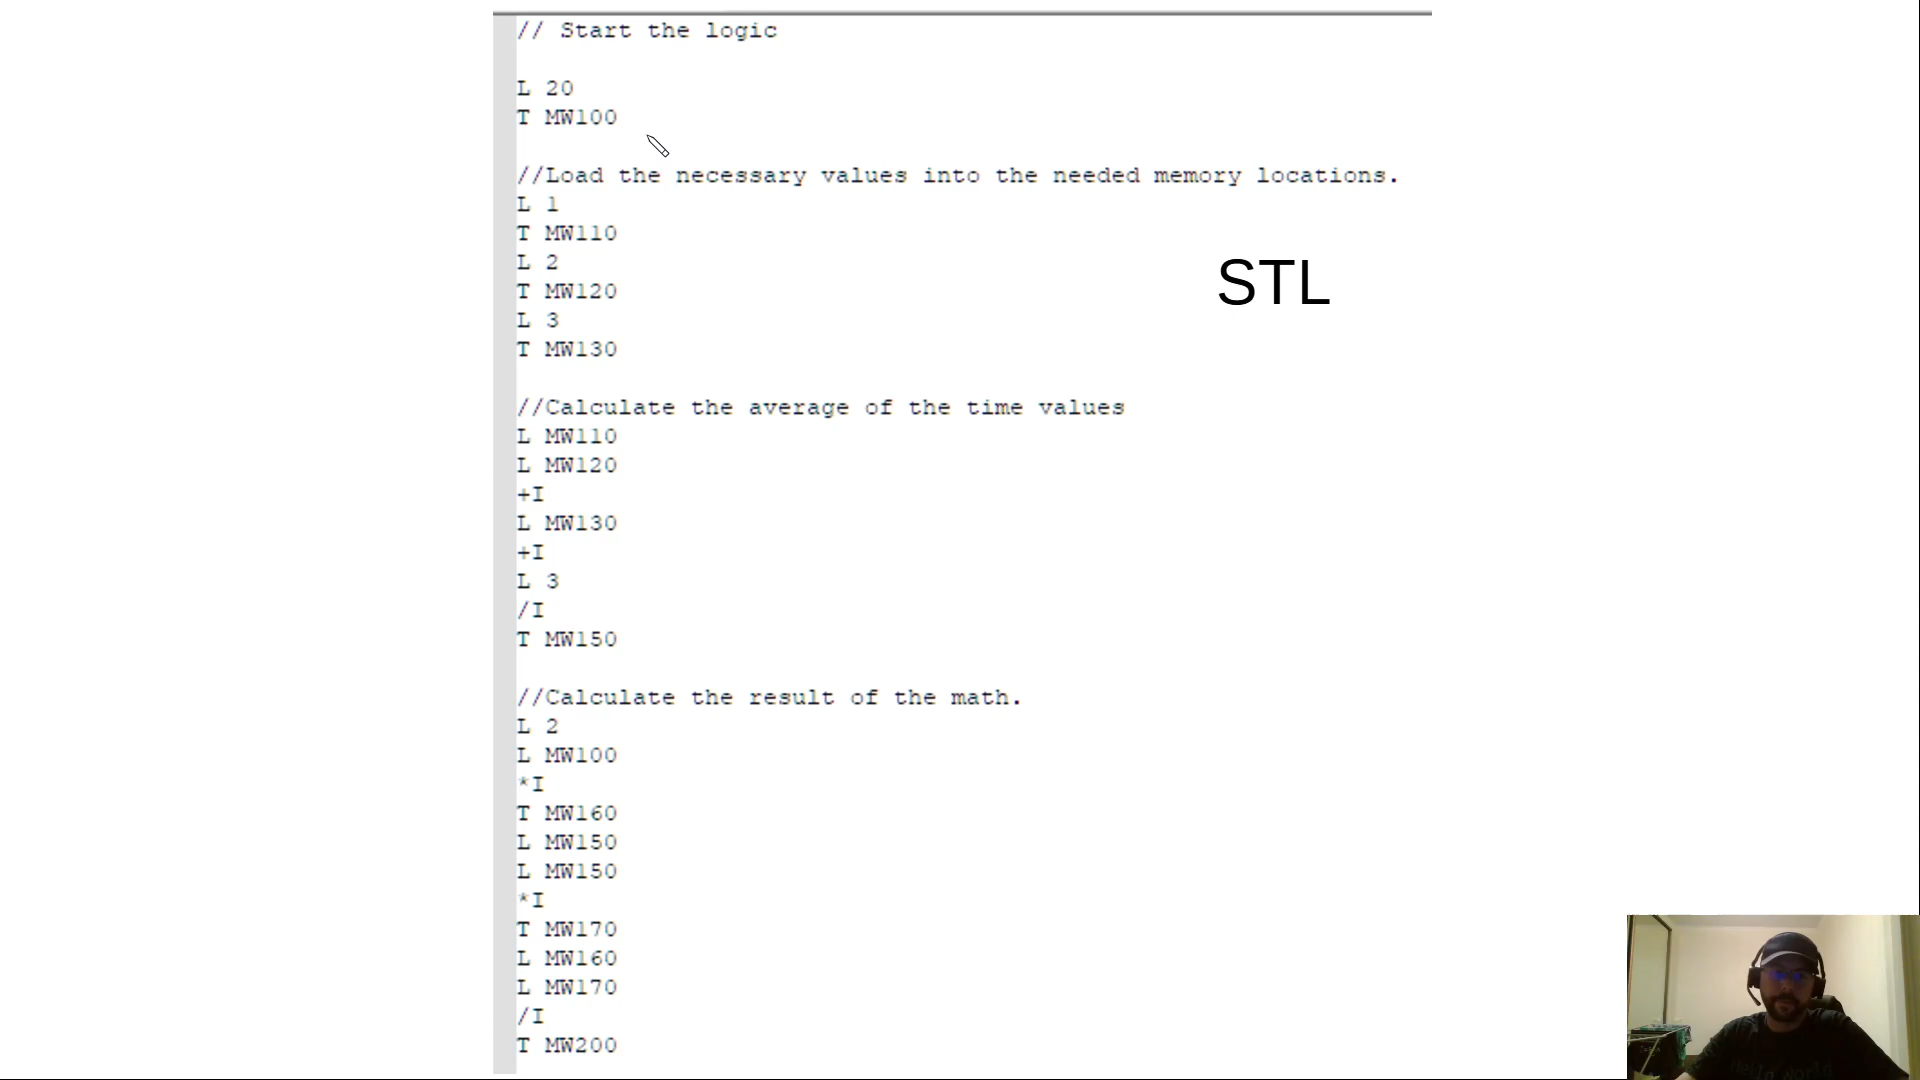 // Start the logic
L 20
T MW100
//Load the necessary values into the needed memory locations.
L 1
T MW110
L 2
T MW120
L 3
T MW130
STL
//Calculate the average of the time values
L MW110
L MW120
+I
L MW130
+I
L 3
/I
T MW150
//Calculate the result of the math.
L 2
L MW100
*I
T MW160
L MW150
L MW150
*I
T MW170
L MW160
L MW170
/I
T MW200